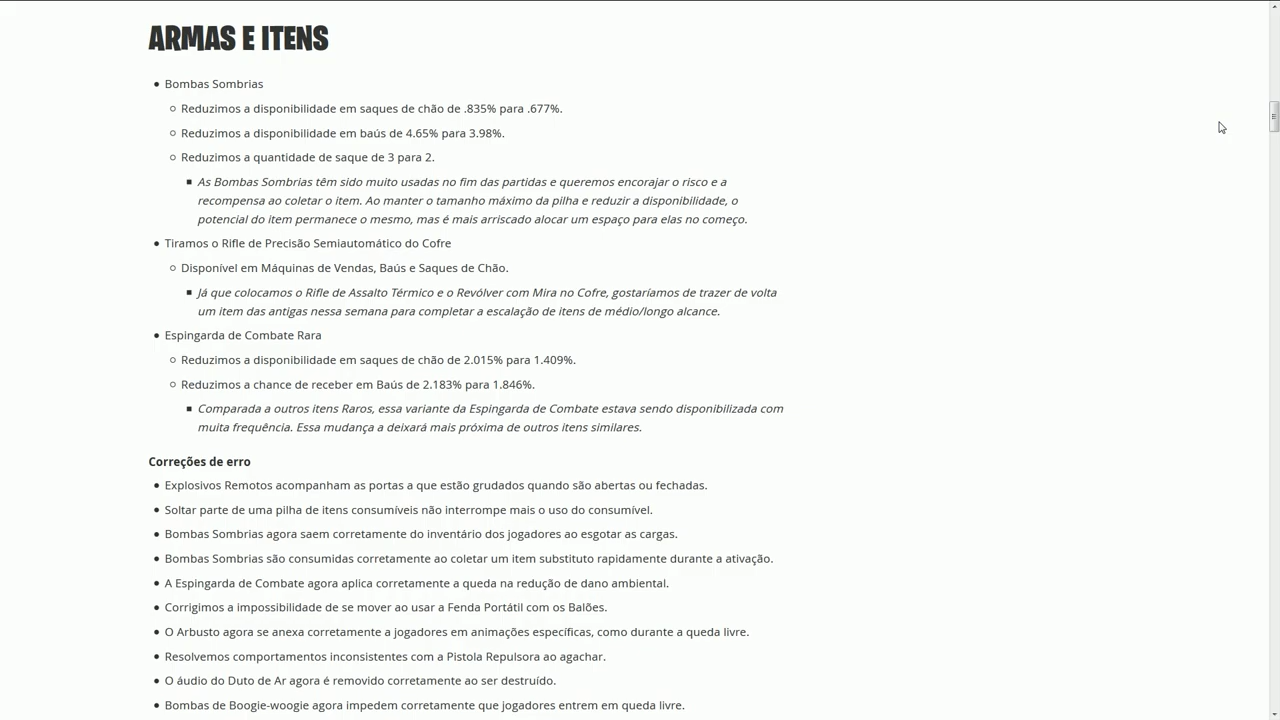 ARMAS E ITENS
Bombas Sombrias
Reduzimos a disponibilidade em saques de chão de .835% para .677%.
Reduzimos a disponibilidade em baús de 4.65% para 3.98%.
Reduzimos a quantidade de saque de 3 para 2.
As Bombas Sombrias têm sido muito usadas no fim das partidas e queremos encorajar o risco e a
recompensa ao coletar o item. Ao manter o tamanho máximo da pilha e reduzir a disponibilidade, o
potencial do item permanece o mesmo, mas é mais arriscado alocar um espaço para elas no começo.
Tiramos o Rifle de Precisão Semiautomático do Cofre
Disponível em Máquinas de Vendas, Baús e Saques de Chão.
Já que colocamos o Rifle de Assalto Térmico e o Revólver com Mira no Cofre, gostaríamos de trazer de volta
um item das antigas nessa semana para completar a escalação de itens de médio/longo alcance.
Espingarda de Combate Rara
Reduzimos a disponibilidade em saques de chão de 2.015% para 1.409%.
Reduzimos a chance de receber em Baús de 2.183% para 1.846%.
Comparada a outros itens Raros, essa variante da Espingarda de Combate estava sendo disponibilizada com
muita frequência. Essa mudança a deixará mais próxima de outros itens similares.
Correções de erro
Explosivos Remotos acompanham as portas a que estão grudados quando são abertas ou fechadas.
Soltar parte de uma pilha de itens consumíveis não interrompe mais o uso do consumível.
Bombas Sombrias agora saem corretamente do inventário dos jogadores ao esgotar as cargas.
Bombas Sombrias são consumidas corretamente ao coletar um item substituto rapidamente durante a ativação.
A Espingarda de Combate agora aplica corretamente a queda na redução de dano ambiental.
Corrigimos a impossibilidade de se mover ao usar a Fenda Portátil com os Balões.
O Arbusto agora se anexa corretamente a jogadores em animações específicas, como durante a queda livre.
Resolvemos comportamentos inconsistentes com a Pistola Repulsora ao agachar.
O áudio do Duto de Ar agora é removido corretamente ao ser destruído.
Bombas de Boogie-woogie agora impedem corretamente que jogadores entrem em queda livre.